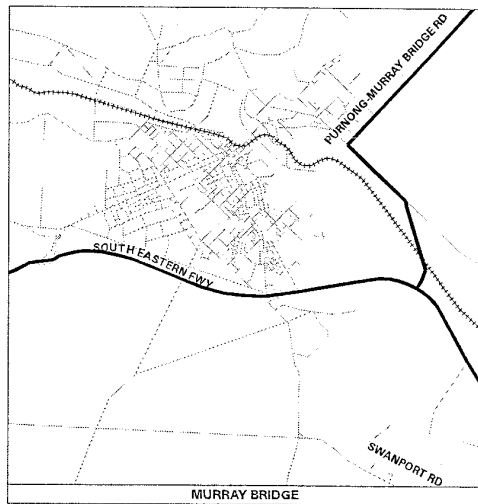 PURNONG-MURRAY BRIDGE RD
SOUTH EASTERN FWY
SWANPORT RD
MURRAY BRIDGE